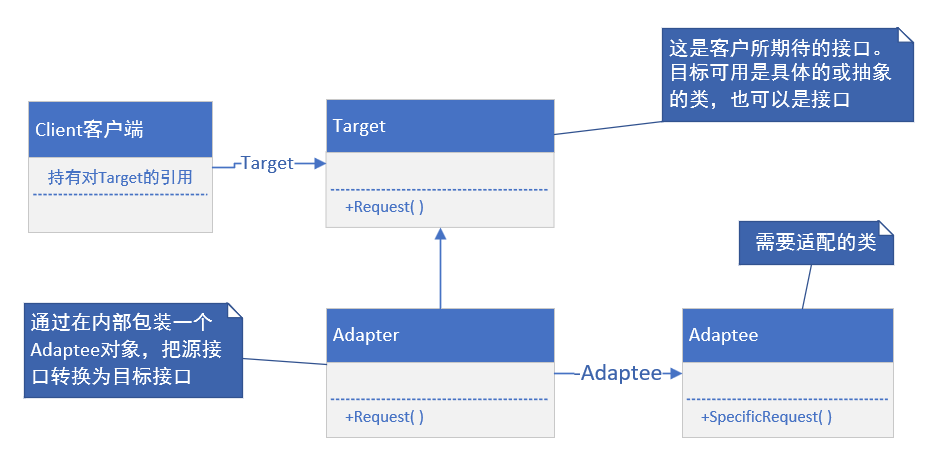 这是客户所期待的接口。
目标可用是具体的或抽象
的类，也可以是接口
Client客户端
持有对Target的引用
Target
Target
+Request( )
需要适配的类
通过在内部包装一个
Adaptee对象，把源接
口转换为目标接口
Adapter
+Request( )
Adaptee
Adaptee
+SpecificRequest( )